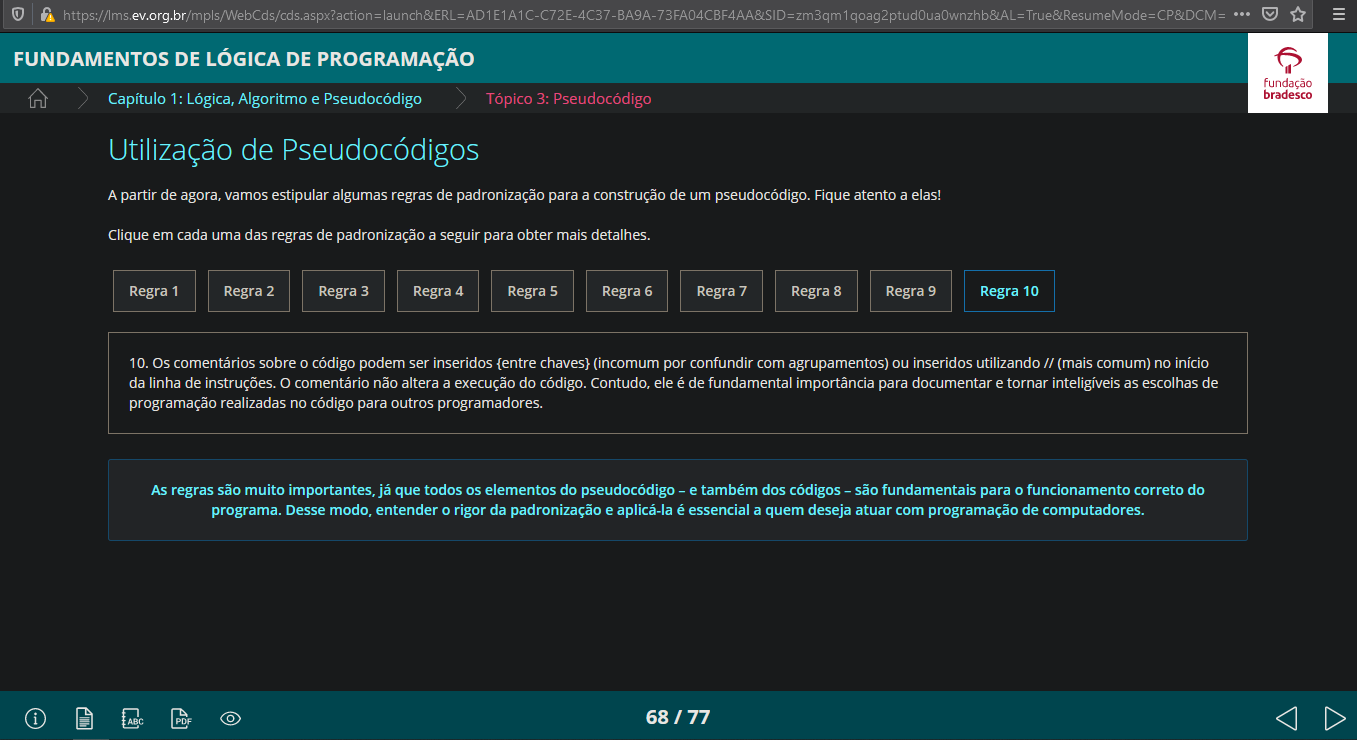 https://lms.ev.org.br/mpls/WebCds/cds.aspx?action=launch&ERL=AD1E1A1C-C72E-4C37-BA9A-73FA04CBF4AA&SID=zm3qm1qoag2ptud0ua0wnzhb&AL=True&ResumeMode=CP&DCM=
FUNDAMENTOS DE LÓGICA DE PROGRAMAÇÃO
fundação
bradesco
Capítulo 1: Lógica, Algoritmo e Pseudocódigo
Tópico 3: Pseudocódigo
Utilização de Pseudocódigos
A partir de agora, vamos estipular algumas regras de padronização para a construção de um pseudocódigo. Fique atento a elas!
Clique em cada uma das regras de padronização a seguir para obter mais detalhes.
Regra 1 Regra 2 Regra 3 Regra 4 Regra 5 Regra 6 Regra 7 Regra 8 Regra 9 Regra 10
10. Os comentários sobre o código podem ser inseridos {entre chaves} (incomum por confundir com agrupamentos) ou inseridos utilizando // (mais comum) no início
da linha de instruções. O comentário não altera a execução do código. Contudo, ele é de fundamental importância para documentar e tornar inteligíveis as escolhas de
programação realizadas no código para outros programadores.
As regras são muito importantes, já que todos os elementos do pseudocódigo – e também dos códigos – são fundamentais para o funcionamento correto do
programa. Desse modo, entender o rigor da padronização e aplicá-la é essencial a quem deseja atuar com programação de computadores.
ABC
PDF
68 / 77